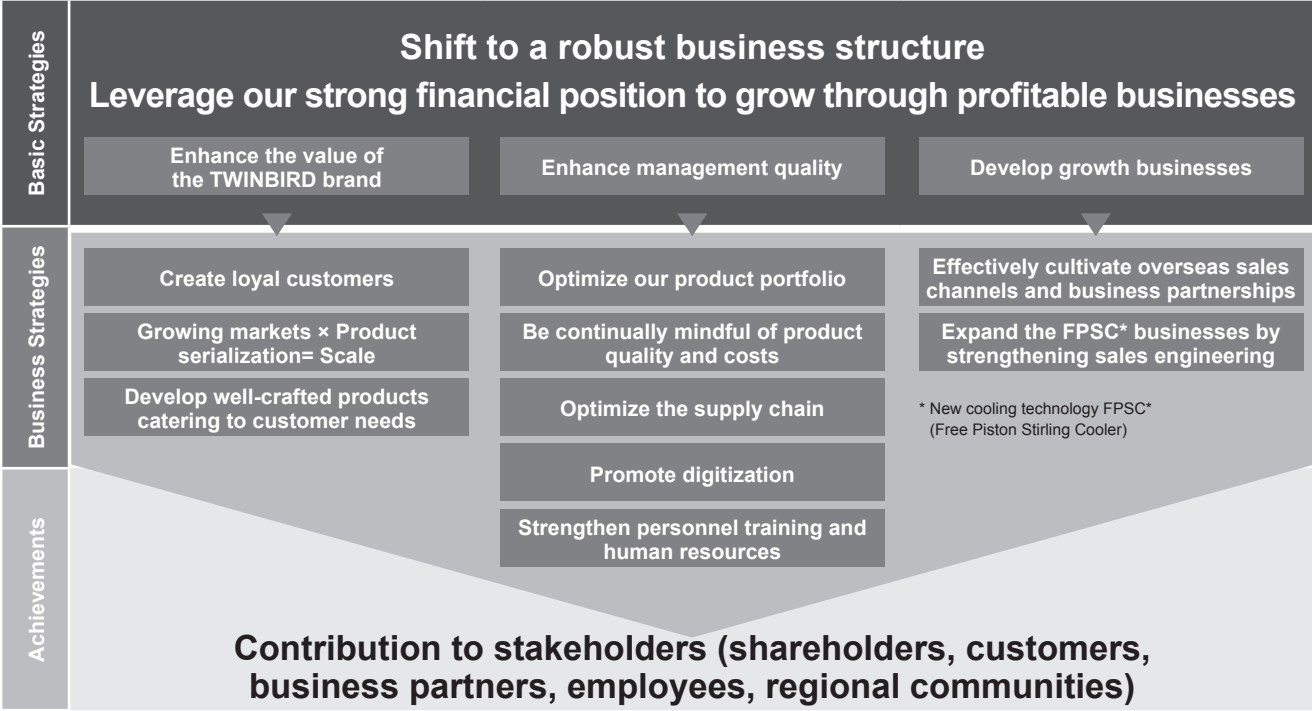 Basic Strategies
Shift to a robust business structure
Leverage our strong financial position to grow through profitable businesses
Enhance the value of
the TWINBIRD brand
Enhance management quality
Develop growth businesses
Business Strategies
Create loyal customers
Growing markets × Product
serialization= Scale
Develop well-crafted products
catering to customer needs
Optimize our product portfolio
Be continually mindful of product
quality and costs
Optimize the supply chain
Promote digitization
Strengthen personnel training and
human resources
Effectively cultivate overseas sales
channels and business partnerships
Expand the FPSC* businesses by
strengthening sales engineering
* New cooling technology FPSC*
(Free Piston Stirling Cooler)
Achievements
Contribution to stakeholders (shareholders, customers,
business partners, employees, regional communities)